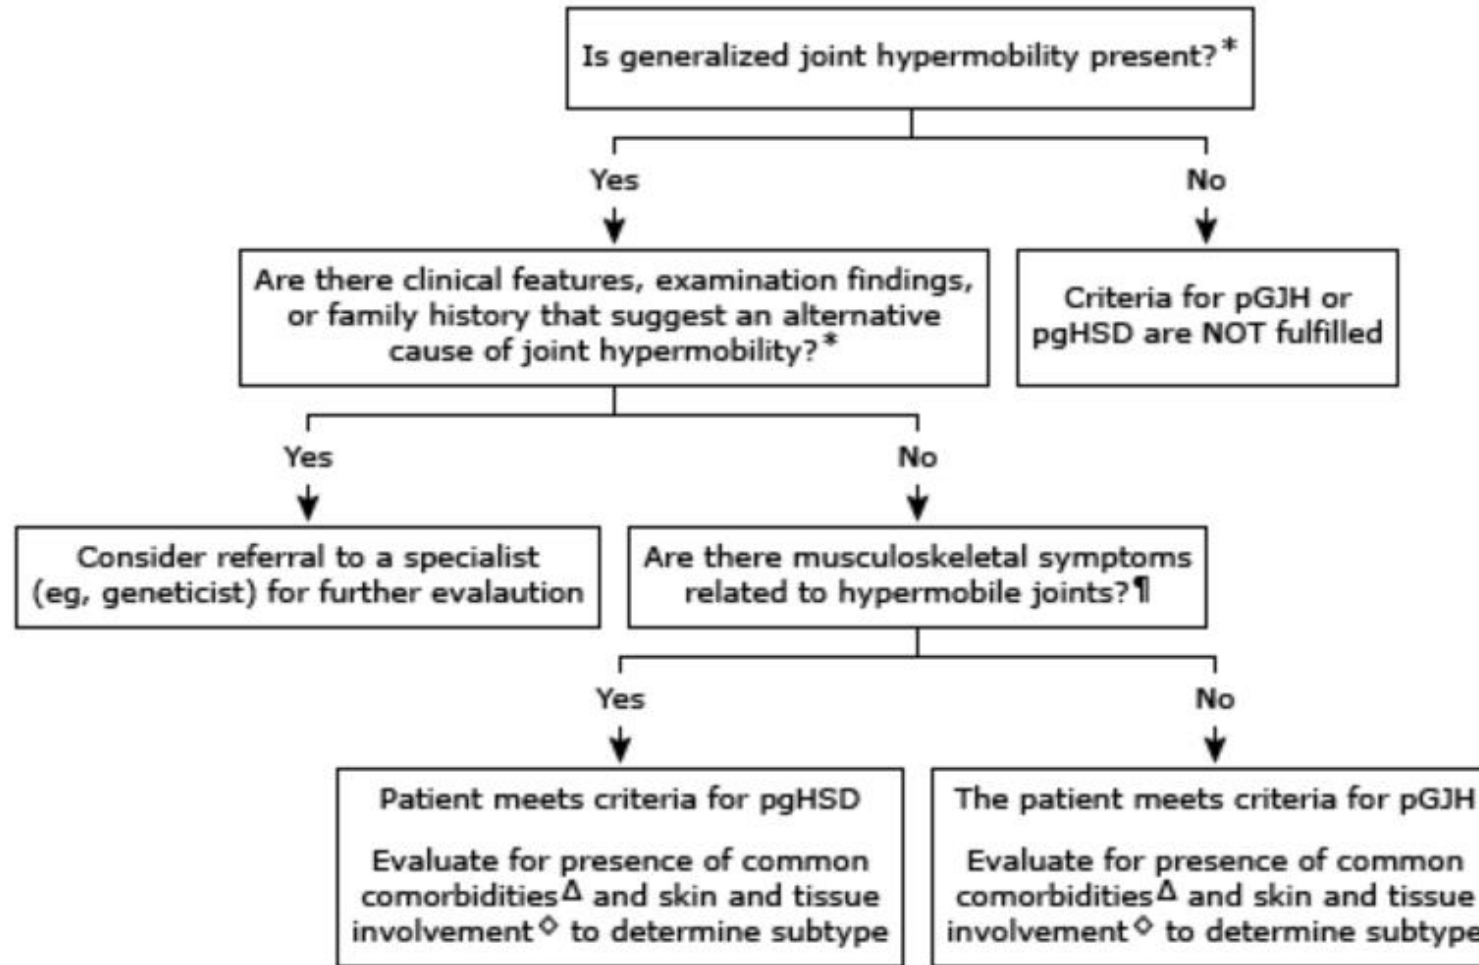 Is generalized joint hypermobility present?*
Yes
No
Are there clinical features, examination findings,
or family history that suggest an alternative
cause of joint hypermobility?*
Criteria for pGJH or
pgHSD are NOT fulfilled
Yes
No
Consider referral to a specialist
(eg, geneticist) for further evalaution
Are there musculoskeletal symptoms
related to hypermobile joints?¶
Yes
No
Patient meets criteria for pgHSD
Evaluate for presence of common
comorbiditiesΔ and skin and tissue
involvement◇ to determine subtype
The patient meets criteria for pGJH
Evaluate for presence of common
comorbiditiesΔ and skin and tissue
involvement◇ to determine subtype